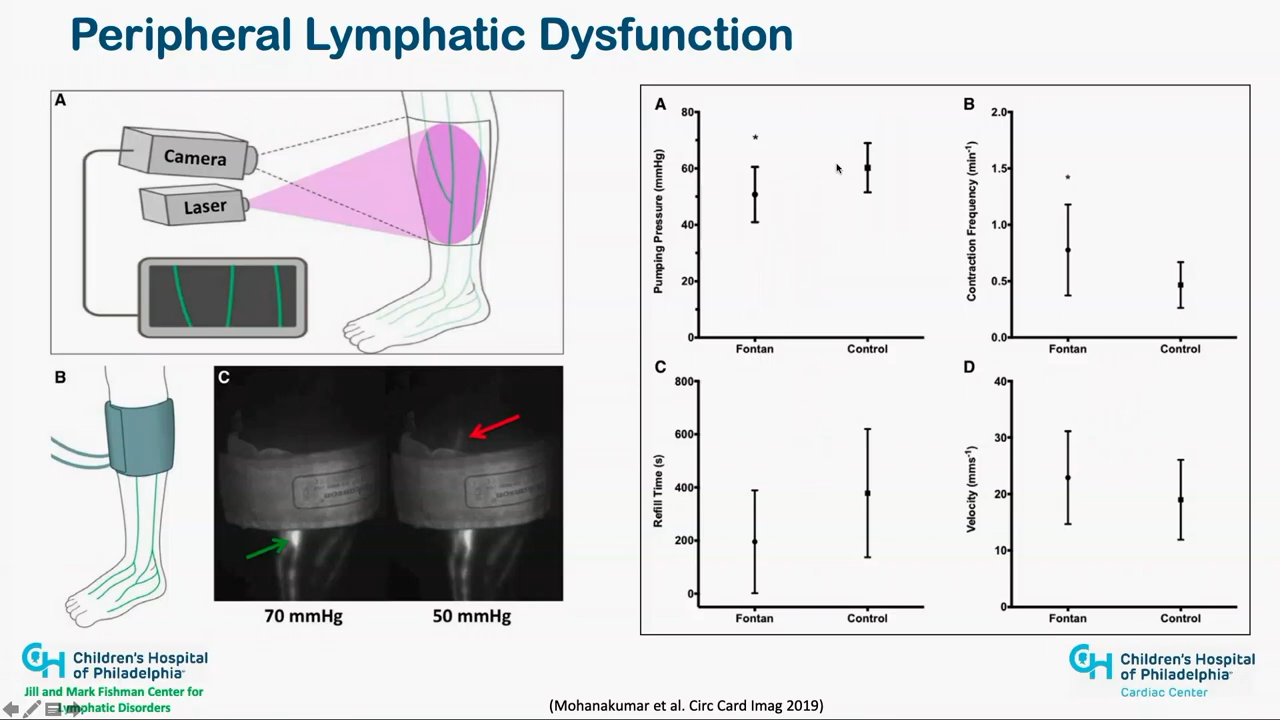 Peripheral Lymphatic Dysfunction
A
Camera
Laser
B
C
70 mmHg
50 mmHg
A
Pumping Pressure (mmHg)
80
60
40
20
0
*
Fontan
Control
B
Contraction Frequency (min⁻¹)
2.0
1.5
1.0
0.5
0.0
*
Fontan
Control
C
Refill Time (s)
800
600
400
200
0
Fontan
Control
D
Velocity (mms⁻¹)
40
30
20
10
0
Fontan
Control
Children's Hospital
of Philadelphia
Jill and Mark Fishman Center for
Lymphatic Disorders
(Mohanakumar et al. Circ Card Imag 2019)
Children's Hospital
of Philadelphia
Cardiac Center